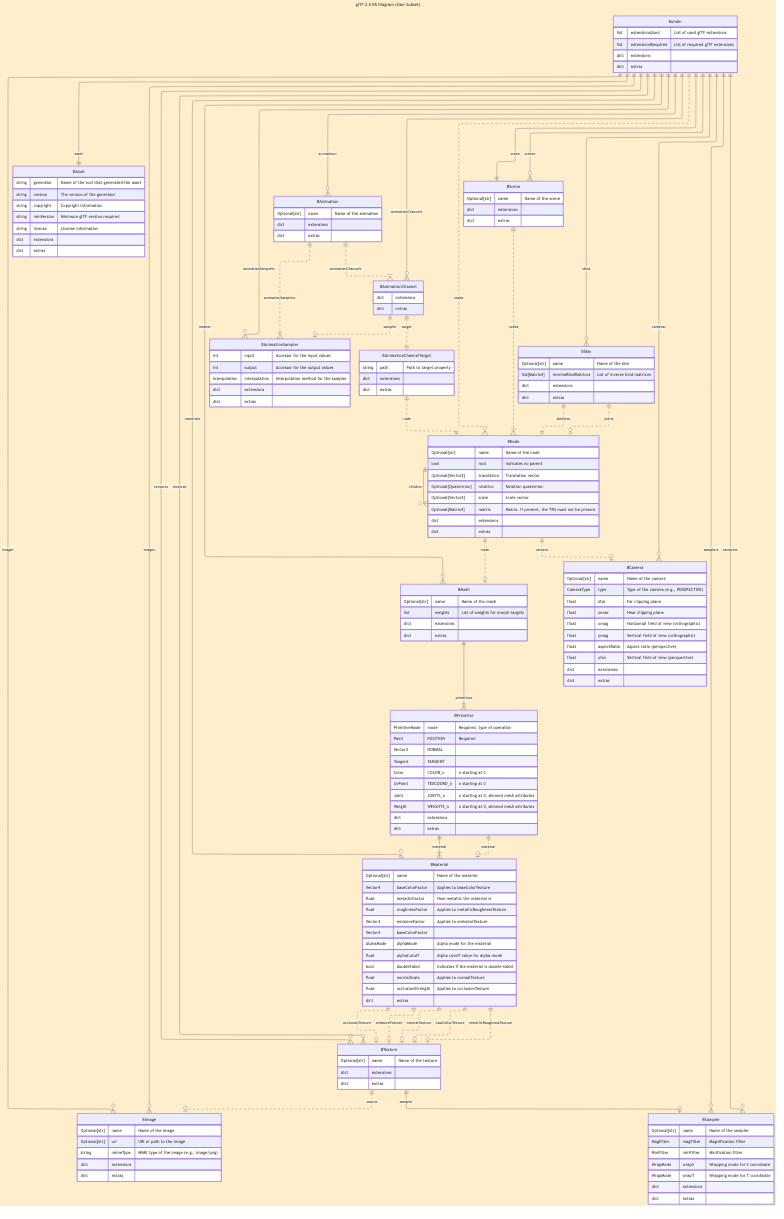 glTF 2.0 ER Diagram (User Subset)
Builder
list extensionsUsed List of used glTF extensions
list extensionsRequired List of required glTF extensions
dict extensions
dict extras
asset
animations
scene
scenes
BAsset
string generator Name of the tool that generated the asset
string version The version of the generator
string copyright Copyright information
string minVersion Minimum glTF version required
string license License information
dict extensions
dict extras
BScene
Optional[str] name Name of the scene
dict extensions
dict extras
BAnimation
Optional[str] name Name of the animation
dict extensions
dict extras
animationChannels
animationSamplers
animationSamplers
animationChannels
skins
BAnimationChannel
dict extensions
dict extras
nodes
nodes
meshes
cameras
sampler
target
BAnimationSampler
int input Accessor for the input values
int output Accessor for the output values
Interpolation interpolation Interpolation method for the sampler
dict extensions
dict extras
BAnimationChannelTarget
string path Path to target property
dict extensions
dict extras
BSkin
Optional[str] name Name of the skin
list[Matrix4] inverseBindMatrices List of inverse bind matrices
dict extensions
dict extras
materials
node
skeleton
joints
BNode
Optional[str] name Name of the node
bool root Indicates no parent
Optional[Vector3] translation Translation vector
Optional[Quaternion] rotation Rotation quaternion
Optional[Vector3] scale Scale vector
Optional[Matrix4] matrix Matrix. If present, the TRS must not be present
dict extensions
dict extras
children
textures
textures
images
images
samplers
samplers
mesh
camera
BMesh
Optional[str] name Name of the mesh
list weights List of weights for morph targets
dict extensions
dict extras
BCamera
Optional[str] name Name of the camera
CameraType type Type of the camera (e.g., PERSPECTIVE)
float zfar Far clipping plane
float znear Near clipping plane
float xmag Horizontal field of view (orthographic)
float ymag Vertical field of view (orthographic)
float aspectRatio Aspect ratio (perspective)
float yfov Vertical field of view (perspective)
dict extensions
dict extras
primitives
BPrimitive
PrimitiveMode mode Required, type of operation
Point POSITION Required
Vector3 NORMAL
Tangent TANGENT
Color COLOR_n n starting at 0
UvPoint TEXCOORD_n n starting at 0
Joint JOINTS_n n starting at 0, skinned mesh attributes
Weight WEIGHTS_n n starting at 0, skinned mesh attributes
dict extensions
dict extras
material
material
BMaterial
Optional[str] name Name of the material
Vector4 baseColorFactor Applies to baseColorTexture
float metallicFactor How metallic the material is
float roughnessFactor Applies to metallicRoughnessTexture
Vector3 emissiveFactor Applies to emissiveTexture
Vector4 baseColorFactor
AlphaMode alphaMode Alpha mode for the material
float alphaCutoff Alpha cutoff value for alpha mode
bool doubleSided Indicates if the material is double-sided
float normalScale Applies to normalTexture
float occlusionStrength Applies to occlusionTexture
dict extras
occlusionTexture
emissiveTexture
normalTexture
baseColorTexture
metallicRoughnessTexture
BTexture
Optional[str] name Name of the texture
dict extensions
dict extras
source
sampler
BImage
Optional[str] name Name of the image
Optional[str] uri URI or path to the image
string mimeType MIME type of the image (e.g., image/png)
dict extensions
dict extras
BSampler
Optional[str] name Name of the sampler
MagFilter magFilter Magnification filter
MinFilter minFilter Minification filter
WrapMode wrapS Wrapping mode for S coordinate
WrapMode wrapT Wrapping mode for T coordinate
dict extensions
dict extras